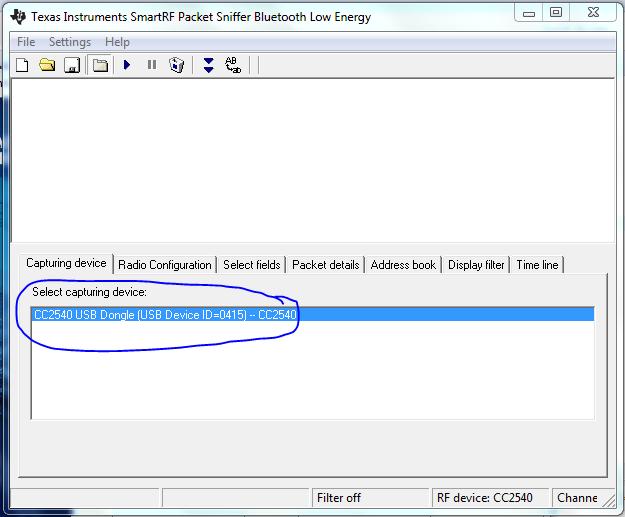 Texas Instruments SmartRF Packet Sniffer Bluetooth Low Energy
File Settings Help
AB
Capturing device Radio Configuration Select fields Packet details Address book Display filter Time line
Select capturing device:
CC2540 USB Dongle (USB Device ID=0415) -- CC2540
Filter off RF device: CC2540 Channe